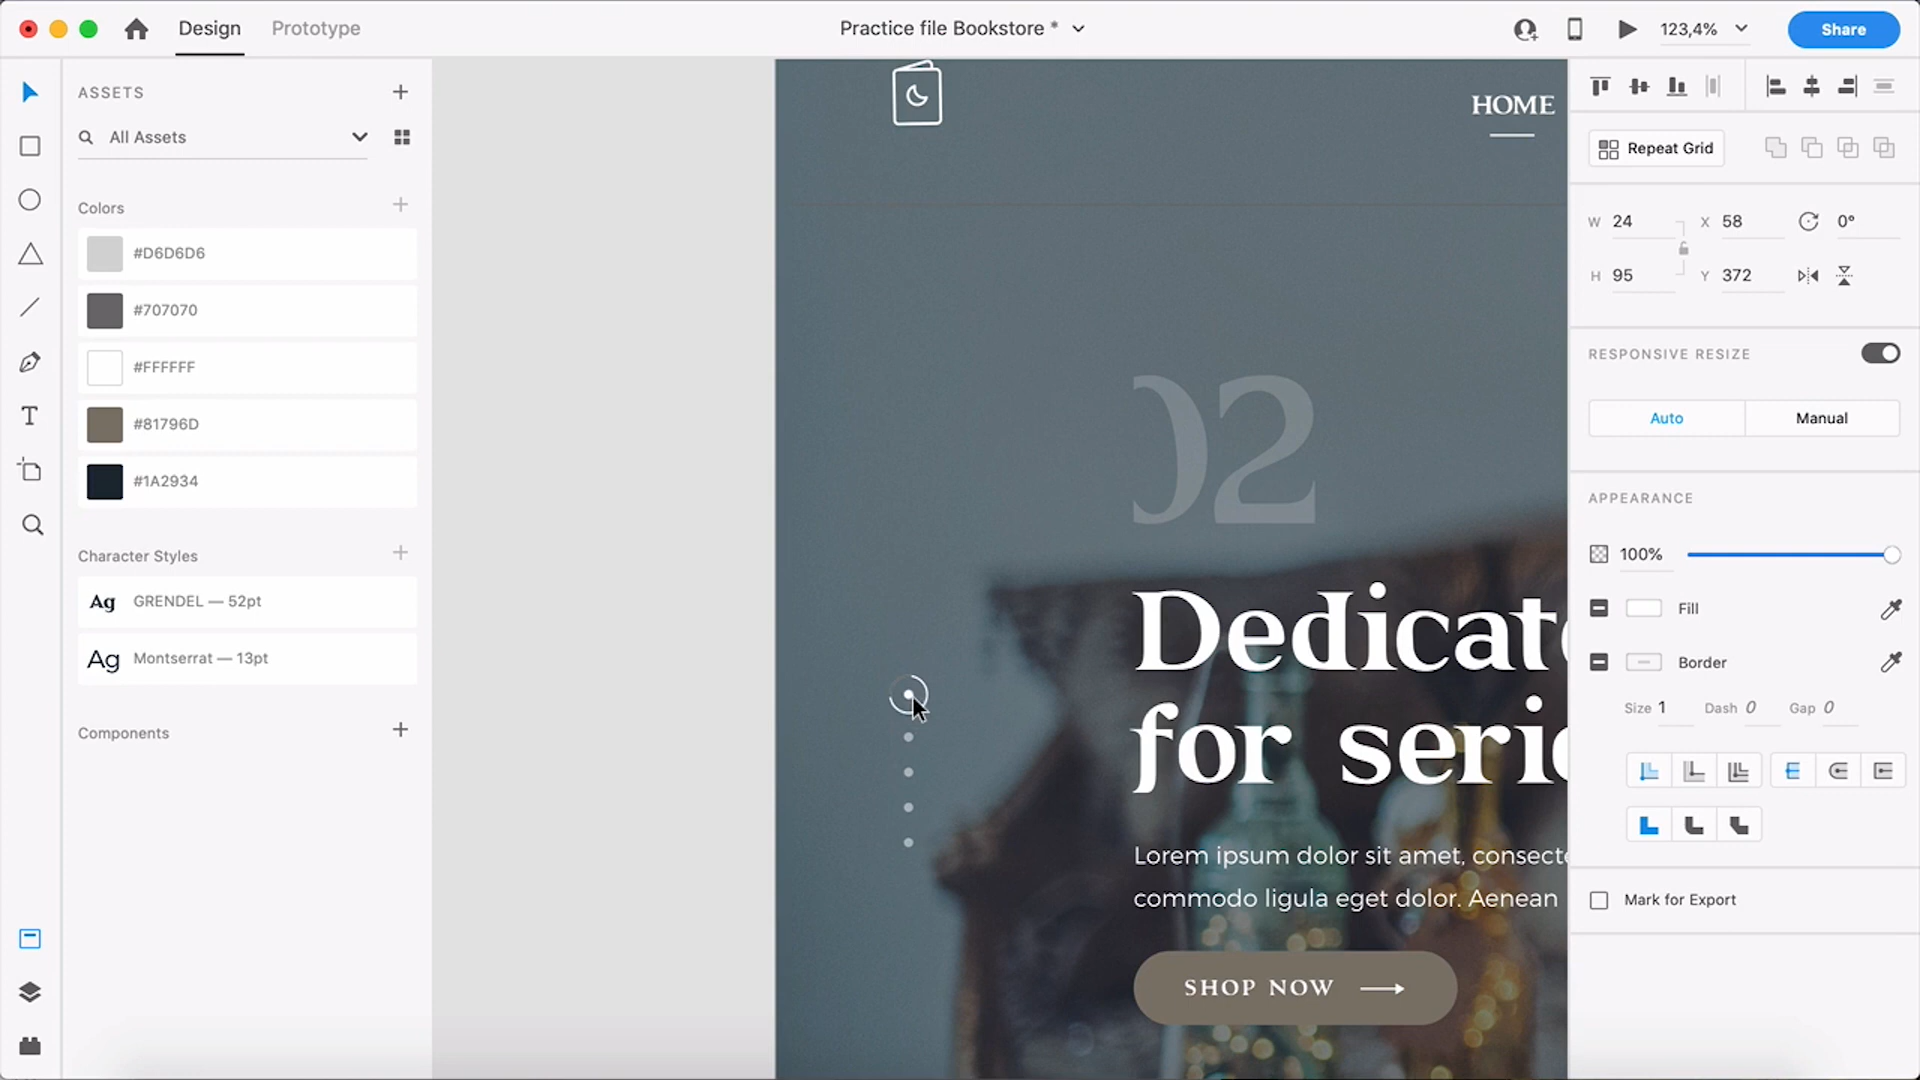 Design
Prototype
Practice file Bookstore *
123,4%
Share
ASSETS
All Assets
Colors
#D6D6D6
#707070
#FFFFFF
#81796D
#1A2934
Character Styles
Ag GRENDEL — 52pt
Ag Montserrat — 13pt
Components
HOME
02
Dedicate
for serio
Lorem ipsum dolor sit amet, consecte
commodo ligula eget dolor. Aenean
SHOP NOW
Repeat Grid
W 24 X 58 0°
H 95 Y 372
RESPONSIVE RESIZE
Auto Manual
APPEARANCE
100%
Fill
Border
Size 1 Dash 0 Gap 0
Mark for Export